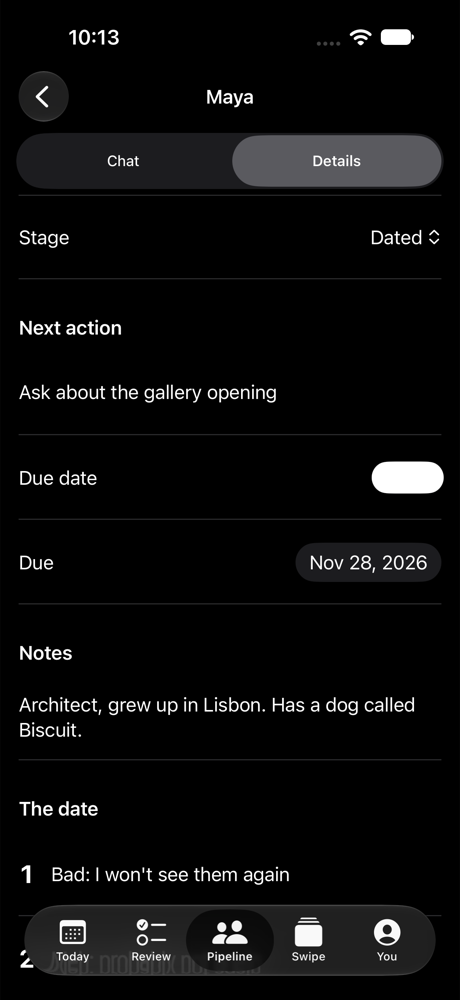 10:13
Maya
Chat
Details
Stage
Dated
Next action
Ask about the gallery opening
Due date
Due
Nov 28, 2026
Notes
Architect, grew up in Lisbon. Has a dog called
Biscuit.
The date
1 Bad: I won't see them again
2
Today
Review
Pipeline
Swipe
You